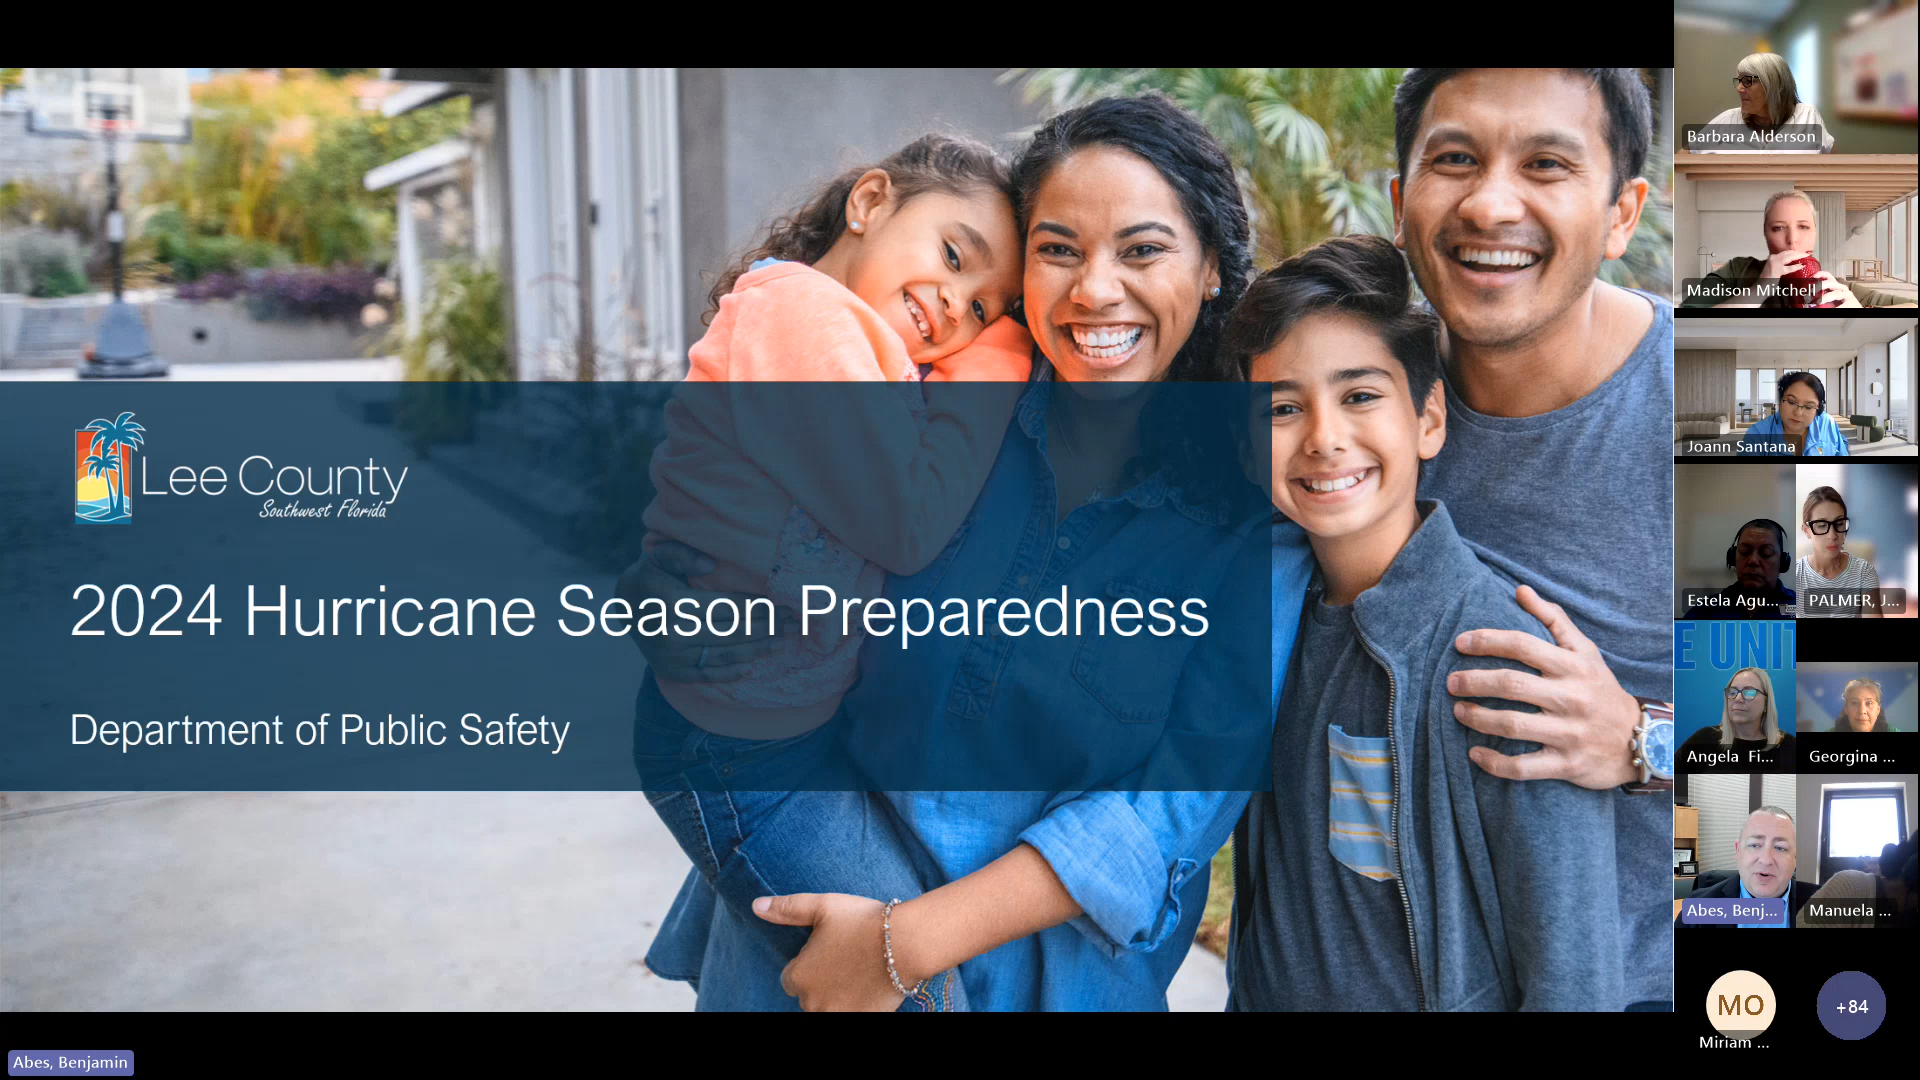 Lee County
Southwest Florida
2024 Hurricane Season Preparedness
Department of Public Safety
Abes, Benjamin
Barbara Alderson
Madison Mitchell
Joann Santana
Estela Agu...
PALMER, J...
E UNIT
Angela Fi...
Georgina ...
Abes, Benj...
Manuela ...
MO
Miriam ...
+84